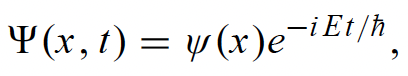 Ψ(x, t) = ψ(x)e^{−iEt/ħ},